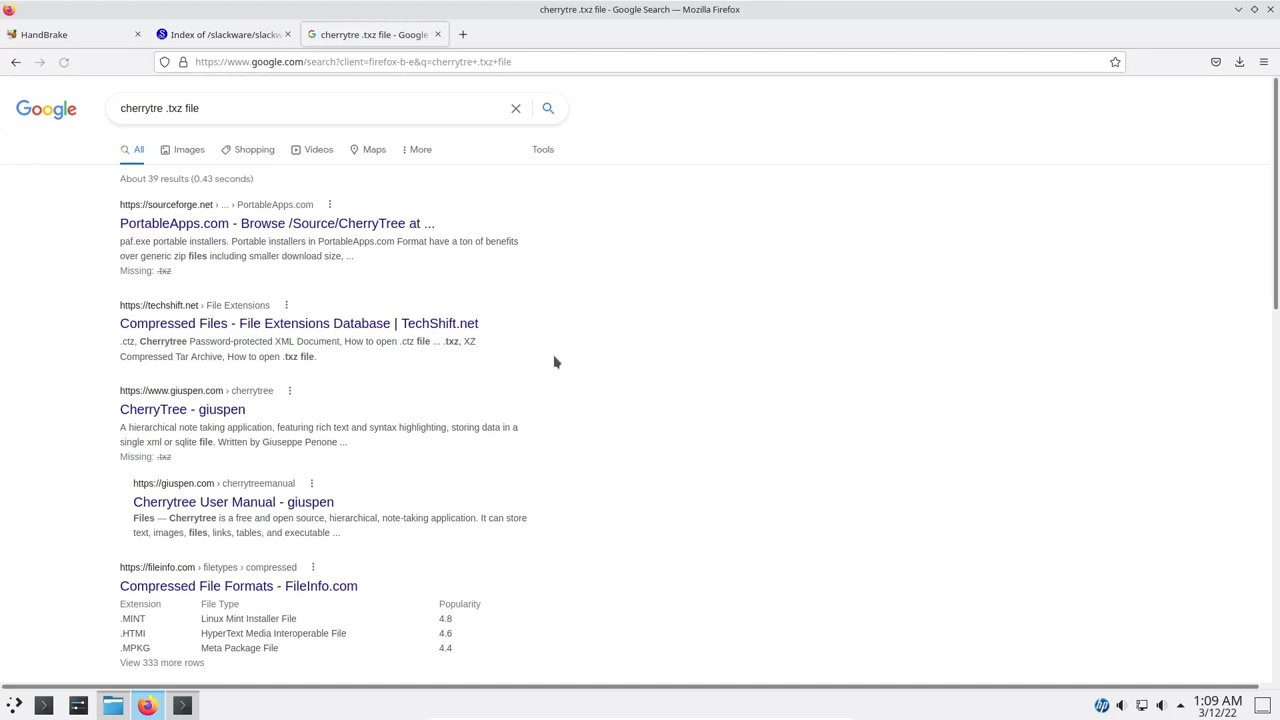 cherrytre .txz file - Google Search — Mozilla Firefox
HandBrake
Index of /slackware/slackw
cherrytre .txz file - Google
https://www.google.com/search?client=firefox-b-e&q=cherrytre+.txz+file
Google
cherrytre .txz file
All
Images
Shopping
Videos
Maps
More
Tools
About 39 results (0.43 seconds)
https://sourceforge.net › ... › PortableApps.com
PortableApps.com - Browse /Source/CherryTree at ...
paf.exe portable installers. Portable installers in PortableApps.com Format have a ton of benefits
over generic zip files including smaller download size, ...
Missing: .txz
https://techshift.net › File Extensions
Compressed Files - File Extensions Database | TechShift.net
.ctz, Cherrytree Password-protected XML Document, How to open .ctz file ... .txz, XZ
Compressed Tar Archive, How to open .txz file.
https://www.giuspen.com › cherrytree
CherryTree - giuspen
A hierarchical note taking application, featuring rich text and syntax highlighting, storing data in a
single xml or sqlite file. Written by Giuseppe Penone ...
Missing: .txz
https://giuspen.com › cherrytreemanual
Cherrytree User Manual - giuspen
Files — Cherrytree is a free and open source, hierarchical, note-taking application. It can store
text, images, files, links, tables, and executable ...
https://fileinfo.com › filetypes › compressed
Compressed File Formats - FileInfo.com
Extension File Type Popularity
.MINT Linux Mint Installer File 4.8
.HTMI HyperText Media Interoperable File 4.6
.MPKG Meta Package File 4.4
View 333 more rows
hp
1:09 AM
3/12/22